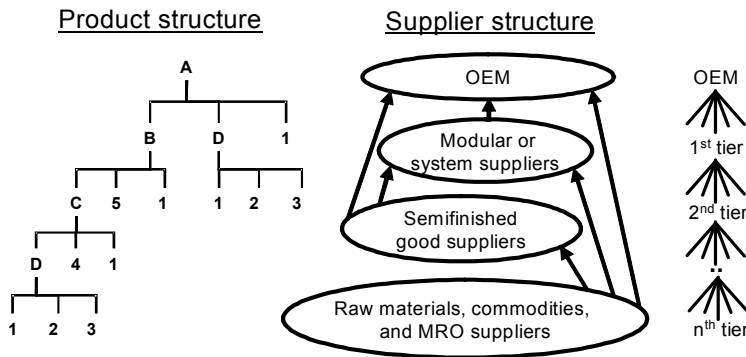 Product structure
A
B D 1
C 5 1 1 2 3
D 4 1
1 2 3
Supplier structure
OEM
Modular or
system suppliers
Semifinished
good suppliers
Raw materials, commodities,
and MRO suppliers
OEM
1st tier
2nd tier
..
nth tier